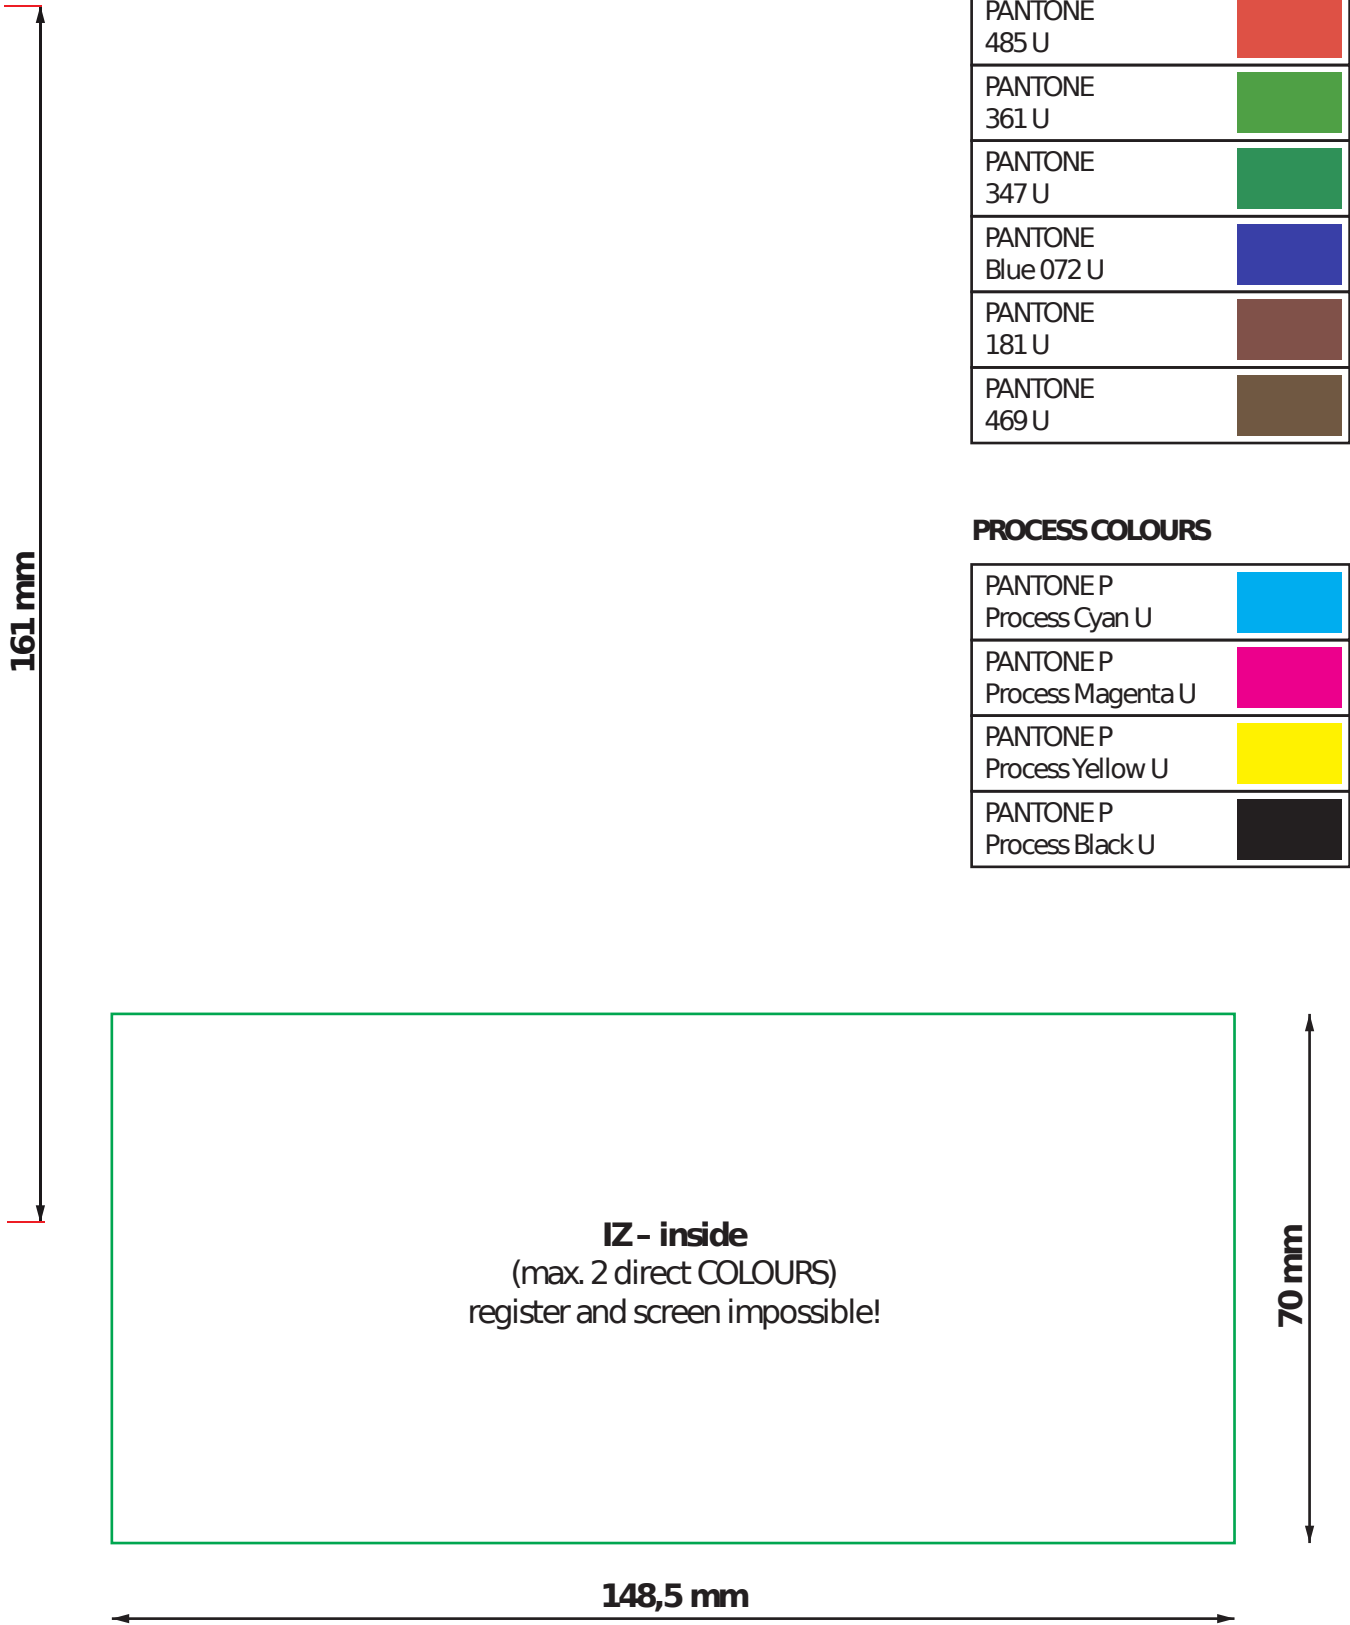 PANTONE
485 U
PANTONE
361 U
PANTONE
347 U
PANTONE
Blue 072 U
PANTONE
181 U
PANTONE
469 U
161 mm
PROCESS COLOURS
PANTONE P
Process Cyan U
PANTONE P
Process Magenta U
PANTONE P
Process Yellow U
PANTONE P
Process Black U
IZ – inside
(max. 2 direct COLOURS)
register and screen impossible!
70 mm
148,5 mm